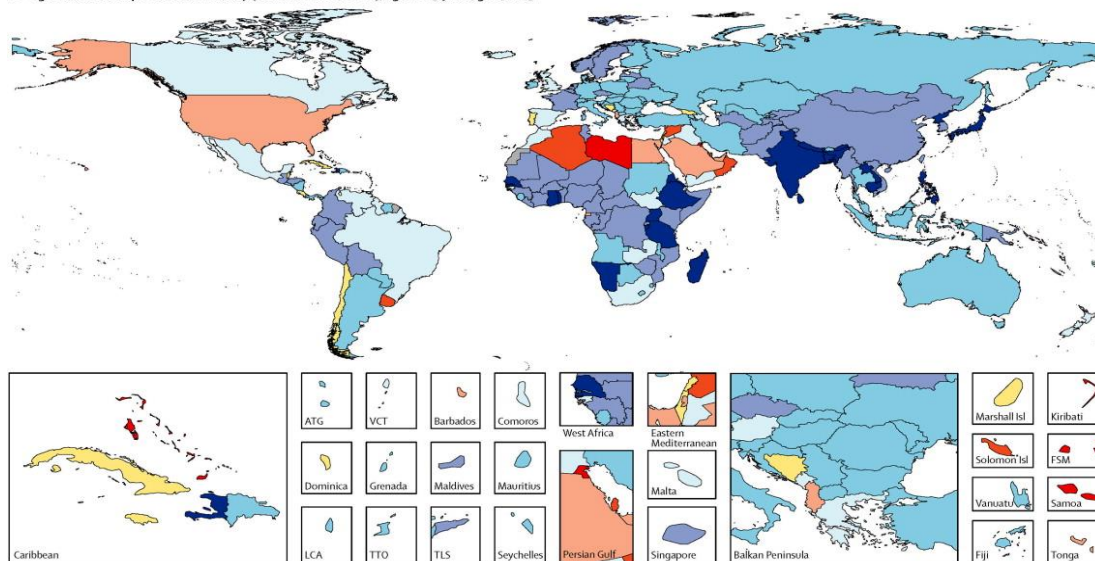 ATG
VCT
Barbados
Comoros
West Africa
Eastern
Mediterranean
Marshall Isl
Kiribati
Solomon Isl
FSM
Dominica
Grenada
Maldives
Mauritius
Malta
Vanuatu
Samoa
Caribbean
LCA
TTO
TLS
Seychelles
Persian Gulf
Singapore
Balkan Peninsula
Fiji
Tonga